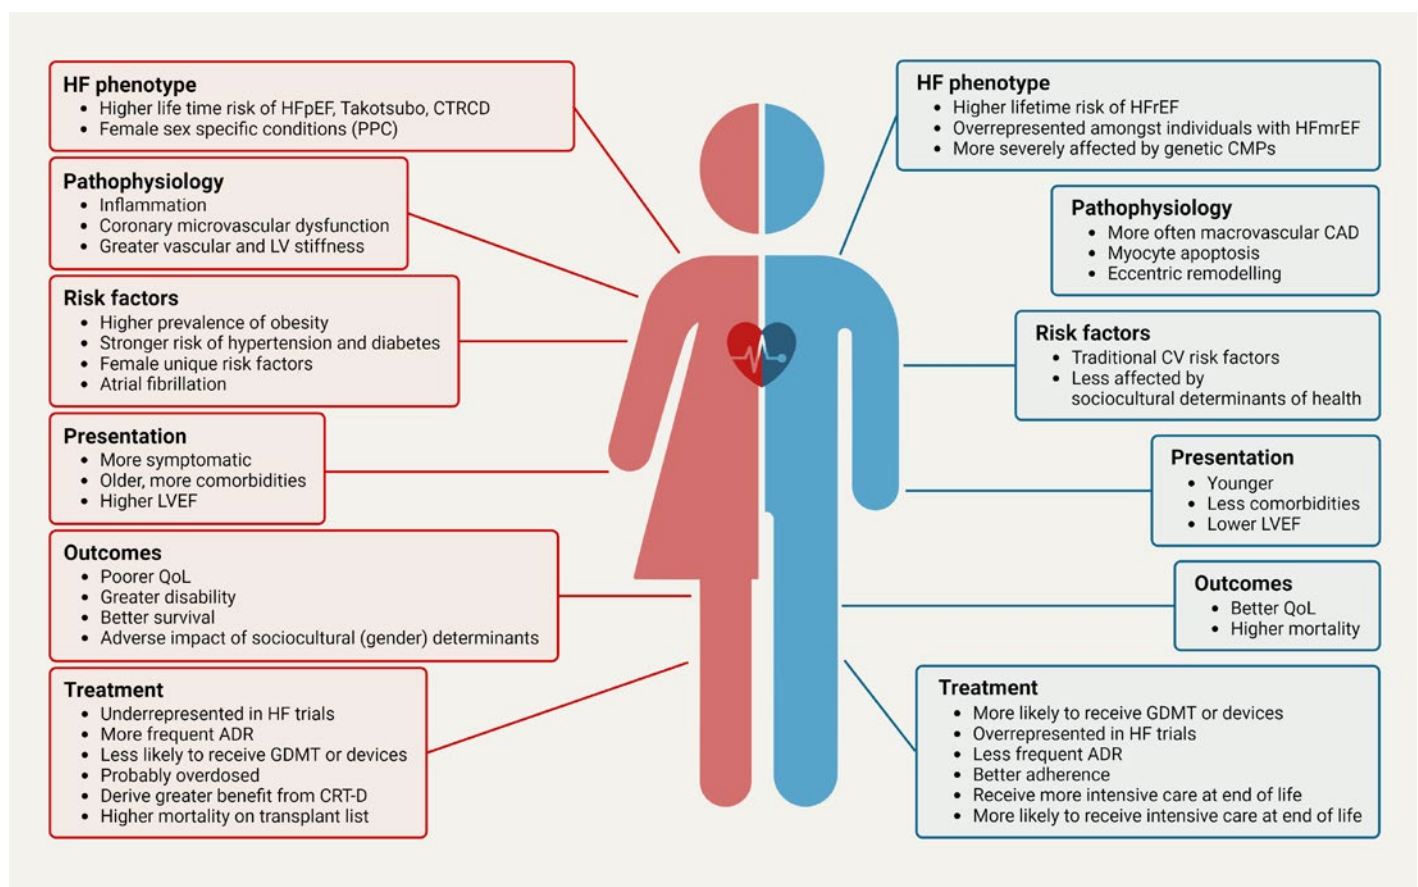 HF phenotype
• Higher life time risk of HFpEF, Takotsubo, CTRCD
• Female sex specific conditions (PPC)
Pathophysiology
• Inflammation
• Coronary microvascular dysfunction
• Greater vascular and LV stiffness
Risk factors
• Higher prevalence of obesity
• Stronger risk of hypertension and diabetes
• Female unique risk factors
• Atrial fibrillation
Presentation
• More symptomatic
• Older, more comorbidities
• Higher LVEF
Outcomes
• Poorer QoL
• Greater disability
• Better survival
• Adverse impact of sociocultural (gender) determinants
Treatment
• Underrepresented in HF trials
• More frequent ADR
• Less likely to receive GDMT or devices
• Probably overdosed
• Derive greater benefit from CRT-D
• Higher mortality on transplant list
HF phenotype
• Higher lifetime risk of HFrEF
• Overrepresented amongst individuals with HFmrEF
• More severely affected by genetic CMPs
Pathophysiology
• More often macrovascular CAD
• Myocyte apoptosis
• Eccentric remodelling
Risk factors
• Traditional CV risk factors
• Less affected by
sociocultural determinants of health
Presentation
• Younger
• Less comorbidities
• Lower LVEF
Outcomes
• Better QoL
• Higher mortality
Treatment
• More likely to receive GDMT or devices
• Overrepresented in HF trials
• Less frequent ADR
• Better adherence
• Receive more intensive care at end of life
• More likely to receive intensive care at end of life